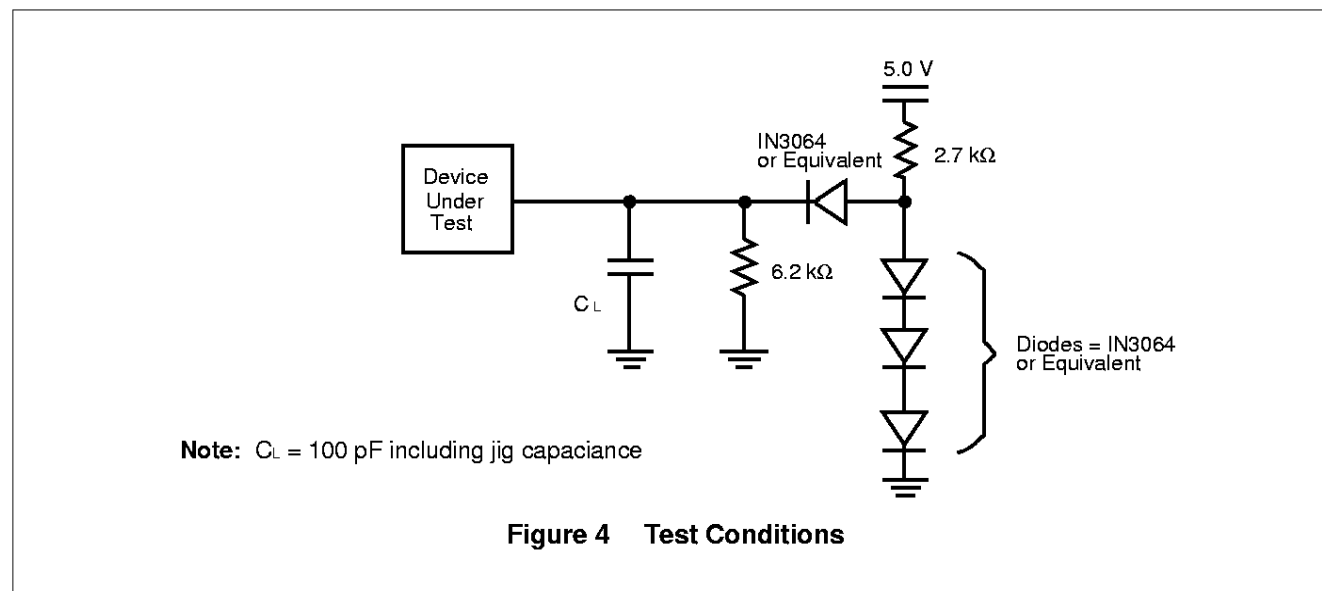 5.0 V
IN3064
or Equivalent
2.7 kΩ
Device
Under
Test
6.2 kΩ
CL
Diodes = IN3064
or Equivalent
Note: CL = 100 pF including jig capaciance
Figure 4 Test Conditions